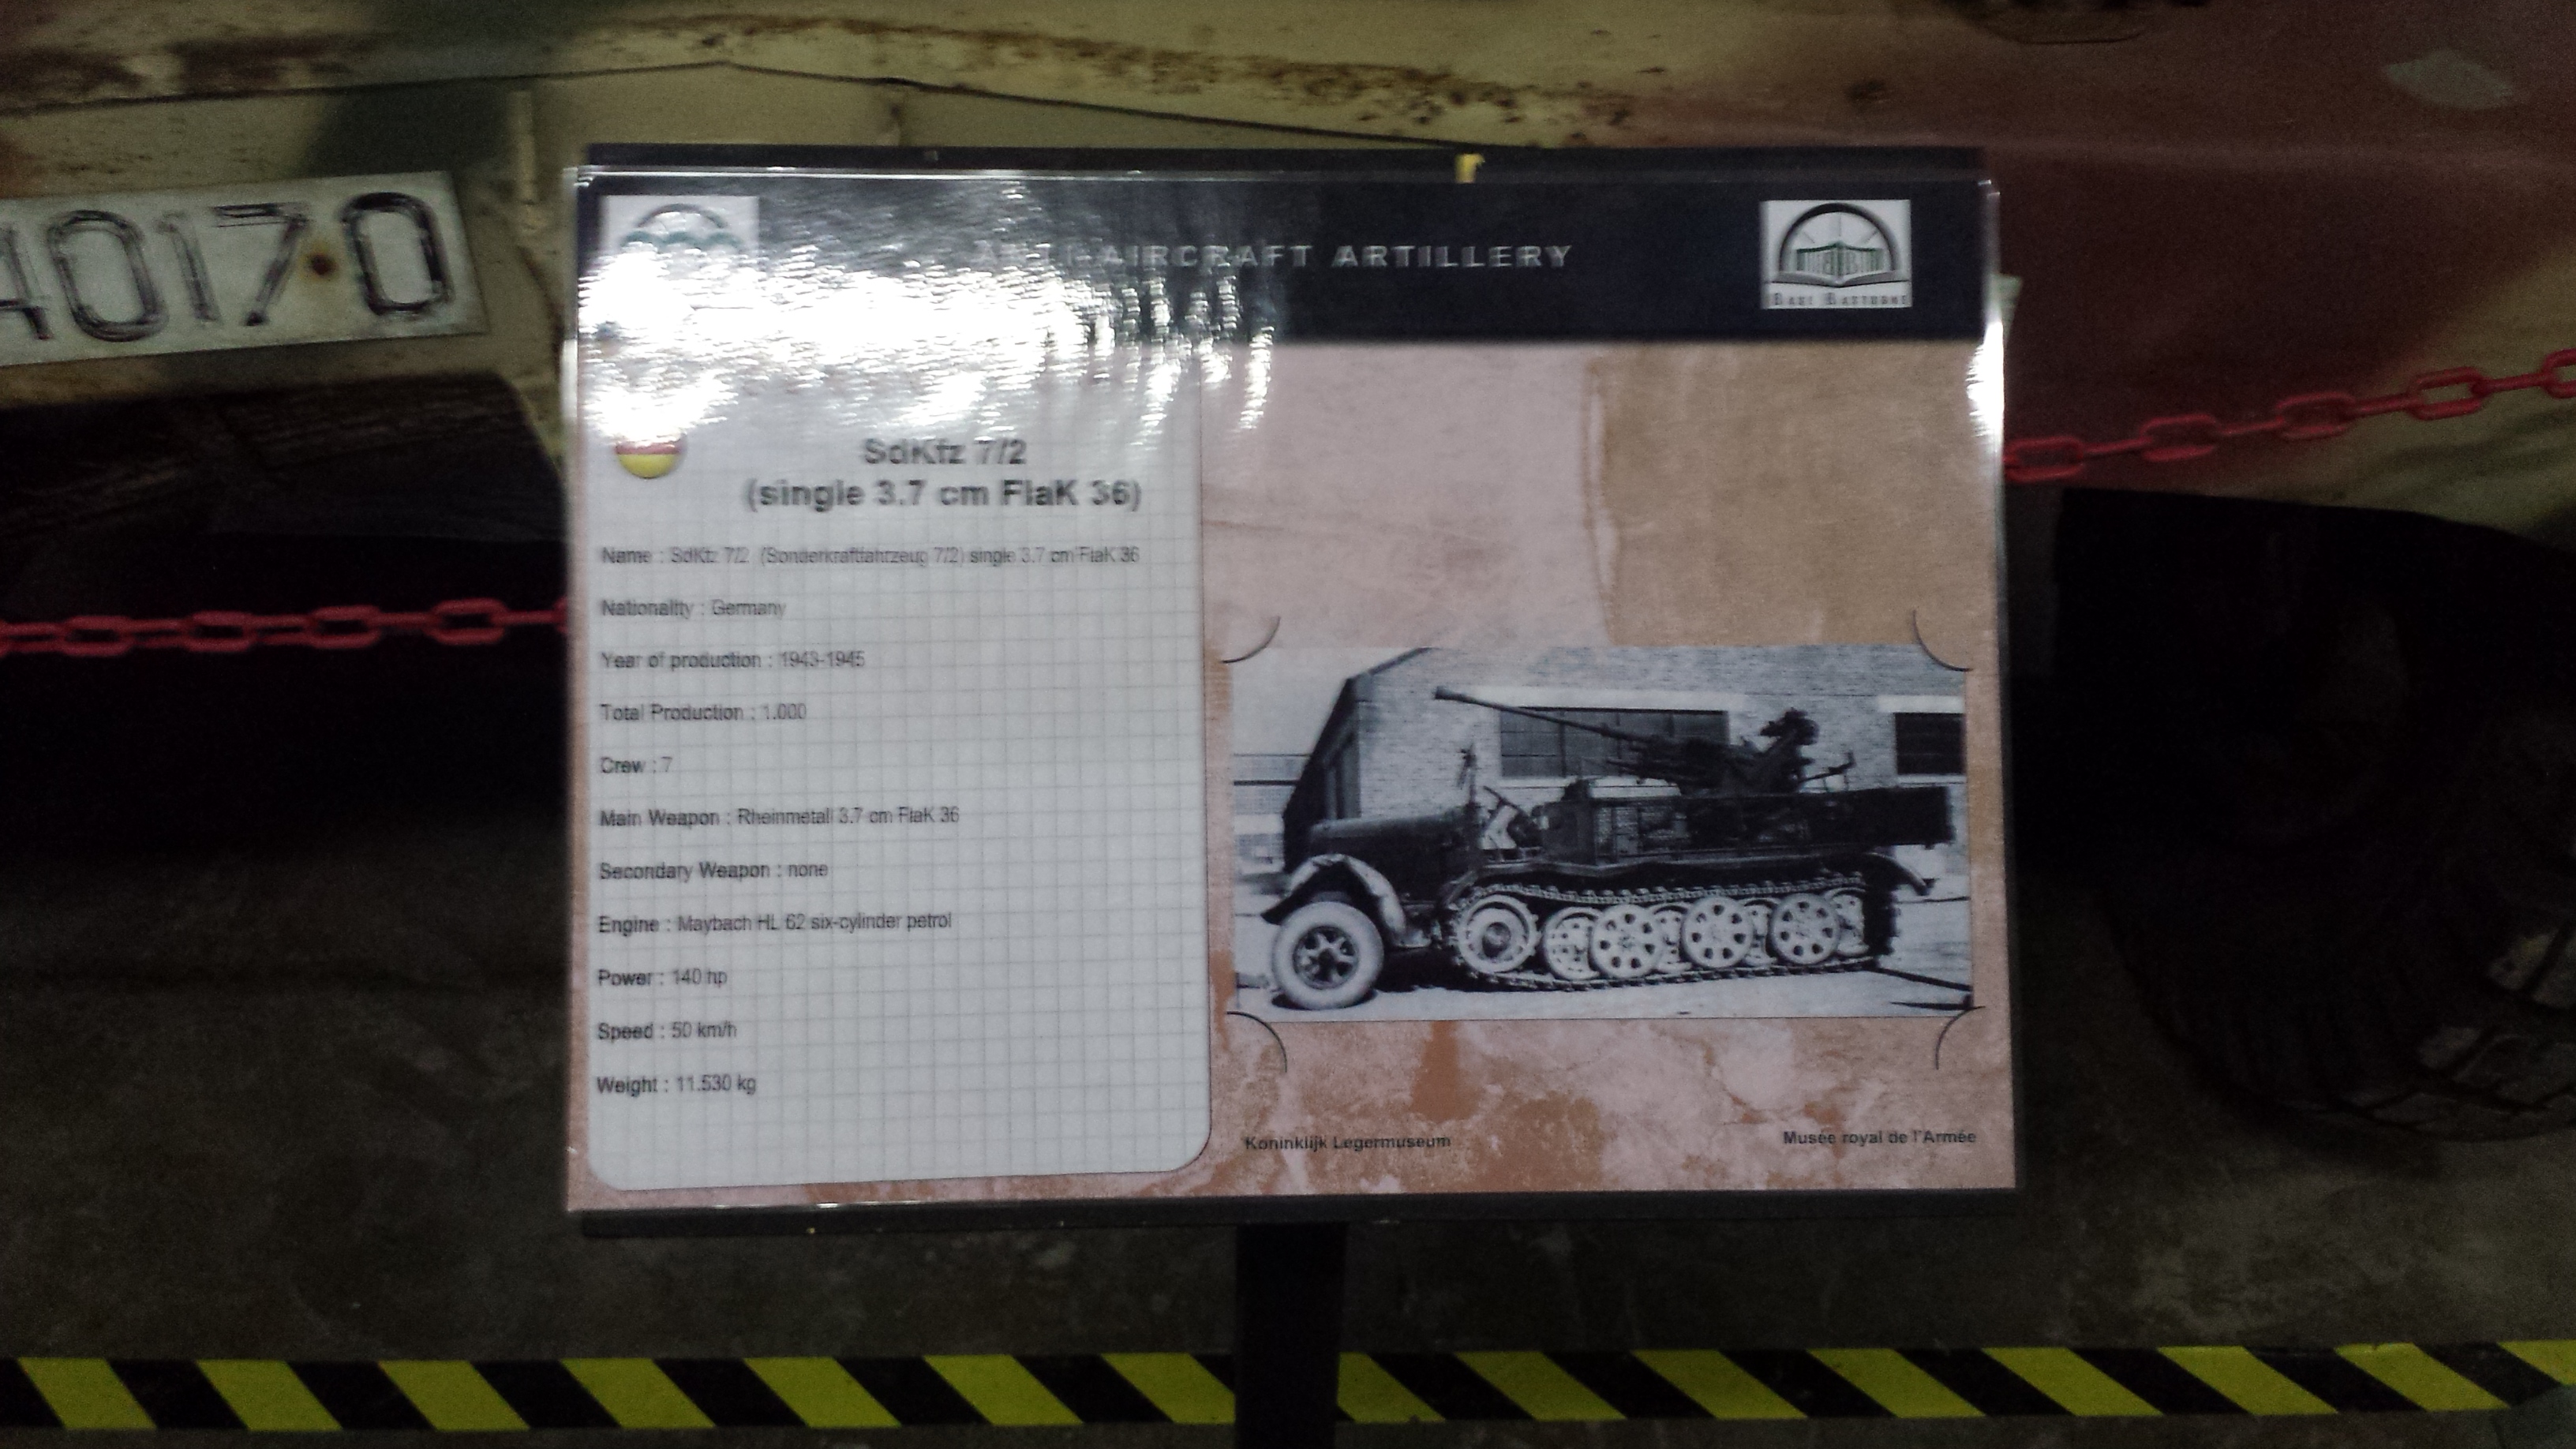 40170
ANTI-AIRCRAFT ARTILLERY
BASE BASTOGNE
SdKfz 7/2
(single 3.7 cm FlaK 36)
Name : SdKfz 7/2 (Sonderkraftfahrzeug 7/2) single 3.7 cm FlaK 36
Nationality : Germany
Year of production : 1943-1945
Total Production : 1.000
Crew : 7
Main Weapon : Rheinmetall 3.7 cm FlaK 36
Secondary Weapon : none
Engine : Maybach HL 62 six-cylinder petrol
Power : 140 hp
Speed : 50 km/h
Weight : 11.530 kg
Koninklijk Legermuseum
Musée royal de l'Armée